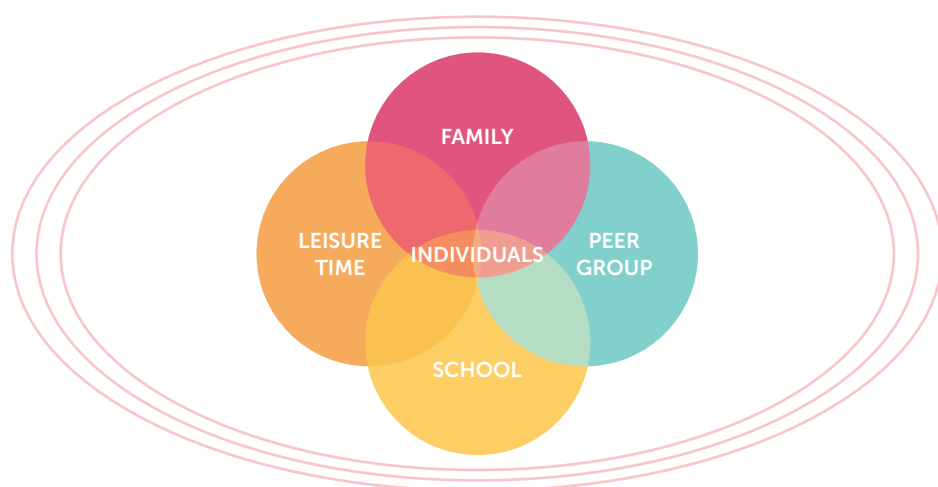 FAMILY
LEISURE
TIME
INDIVIDUALS
PEER
GROUP
SCHOOL